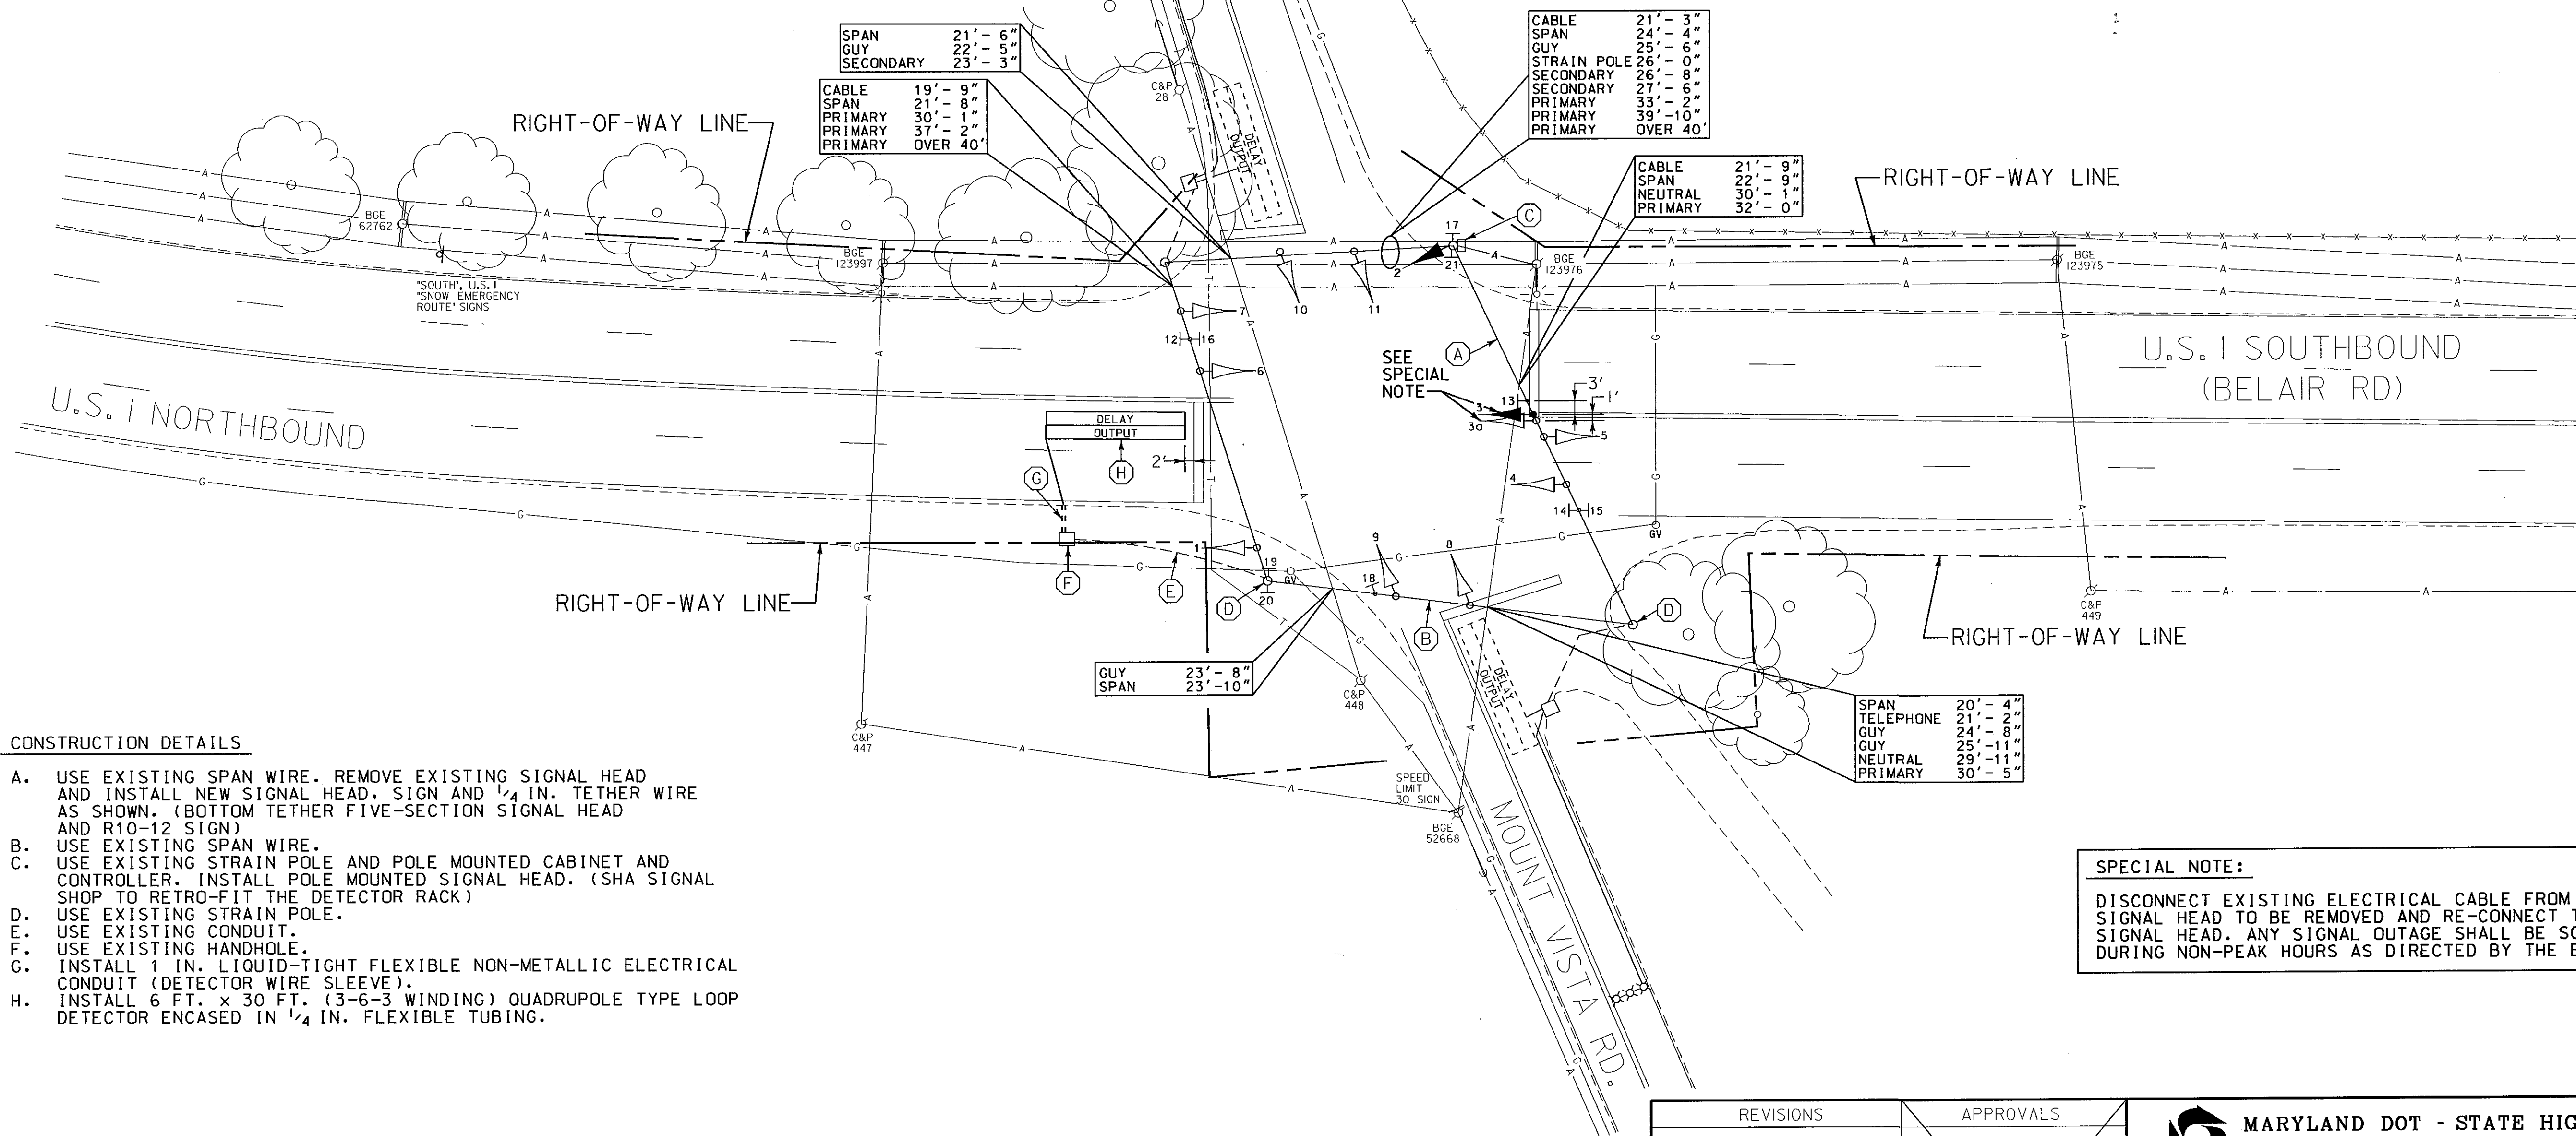 SPAN 21'- 6"
GUY 22'- 5"
SECONDARY 23'- 3"
CABLE 19'- 9"
SPAN 21'- 8"
PRIMARY 30'- 1"
PRIMARY 37'- 2"
PRIMARY OVER 40'
CABLE 21'- 3"
SPAN 24'- 4"
GUY 25'- 6"
STRAIN POLE 26'- 0"
SECONDARY 26'- 8"
SECONDARY 27'- 6"
PRIMARY 33'- 2"
PRIMARY 39'-10"
PRIMARY OVER 40'
CABLE 21'- 9"
SPAN 22'- 9"
NEUTRAL 30'- 1"
PRIMARY 32'- 0"
RIGHT-OF-WAY LINE
RIGHT-OF-WAY LINE
C&P
28
DELAY
OUTPUT
BGE
62762
BGE
123997
"SOUTH", U.S. 1
"SNOW EMERGENCY
ROUTE" SIGNS
17
C
2
21
BGE
123976
BGE
123975
10
11
7
12
16
6
SEE
SPECIAL
NOTE
A
3'
1'
13
3
3a
5
4
14
15
U.S. 1 SOUTHBOUND
(BELAIR RD)
U.S. 1 NORTHBOUND
DELAY
OUTPUT
2'
H
G
F
E
1
19
D
20
GV
18
9
8
B
GV
D
RIGHT-OF-WAY LINE
RIGHT-OF-WAY LINE
C&P
449
GUY 23'- 8"
SPAN 23'-10"
C&P
448
DELAY
OUTPUT
SPAN 20'- 4"
TELEPHONE 21'- 2"
GUY 24'- 8"
GUY 25'-11"
NEUTRAL 29'-11"
PRIMARY 30'- 5"
C&P
447
SPEED
LIMIT
30 SIGN
BGE
52668
MOUNT VISTA RD.
CONSTRUCTION DETAILS
A. USE EXISTING SPAN WIRE. REMOVE EXISTING SIGNAL HEAD
AND INSTALL NEW SIGNAL HEAD. SIGN AND 1/4 IN. TETHER WIRE
AS SHOWN. (BOTTOM TETHER FIVE-SECTION SIGNAL HEAD
AND R10-12 SIGN)
B. USE EXISTING SPAN WIRE.
C. USE EXISTING STRAIN POLE AND POLE MOUNTED CABINET AND
CONTROLLER. INSTALL POLE MOUNTED SIGNAL HEAD. (SHA SIGNAL
SHOP TO RETRO-FIT THE DETECTOR RACK)
D. USE EXISTING STRAIN POLE.
E. USE EXISTING CONDUIT.
F. USE EXISTING HANDHOLE.
G. INSTALL 1 IN. LIQUID-TIGHT FLEXIBLE NON-METALLIC ELECTRICAL
CONDUIT (DETECTOR WIRE SLEEVE).
H. INSTALL 6 FT. x 30 FT. (3-6-3 WINDING) QUADRUPOLE TYPE LOOP
DETECTOR ENCASED IN 1/4 IN. FLEXIBLE TUBING.
SPECIAL NOTE:
DISCONNECT EXISTING ELECTRICAL CABLE FROM
SIGNAL HEAD TO BE REMOVED AND RE-CONNECT
SIGNAL HEAD. ANY SIGNAL OUTAGE SHALL BE
DURING NON-PEAK HOURS AS DIRECTED BY THE
REVISIONS
APPROVALS
MARYLAND DOT - STATE